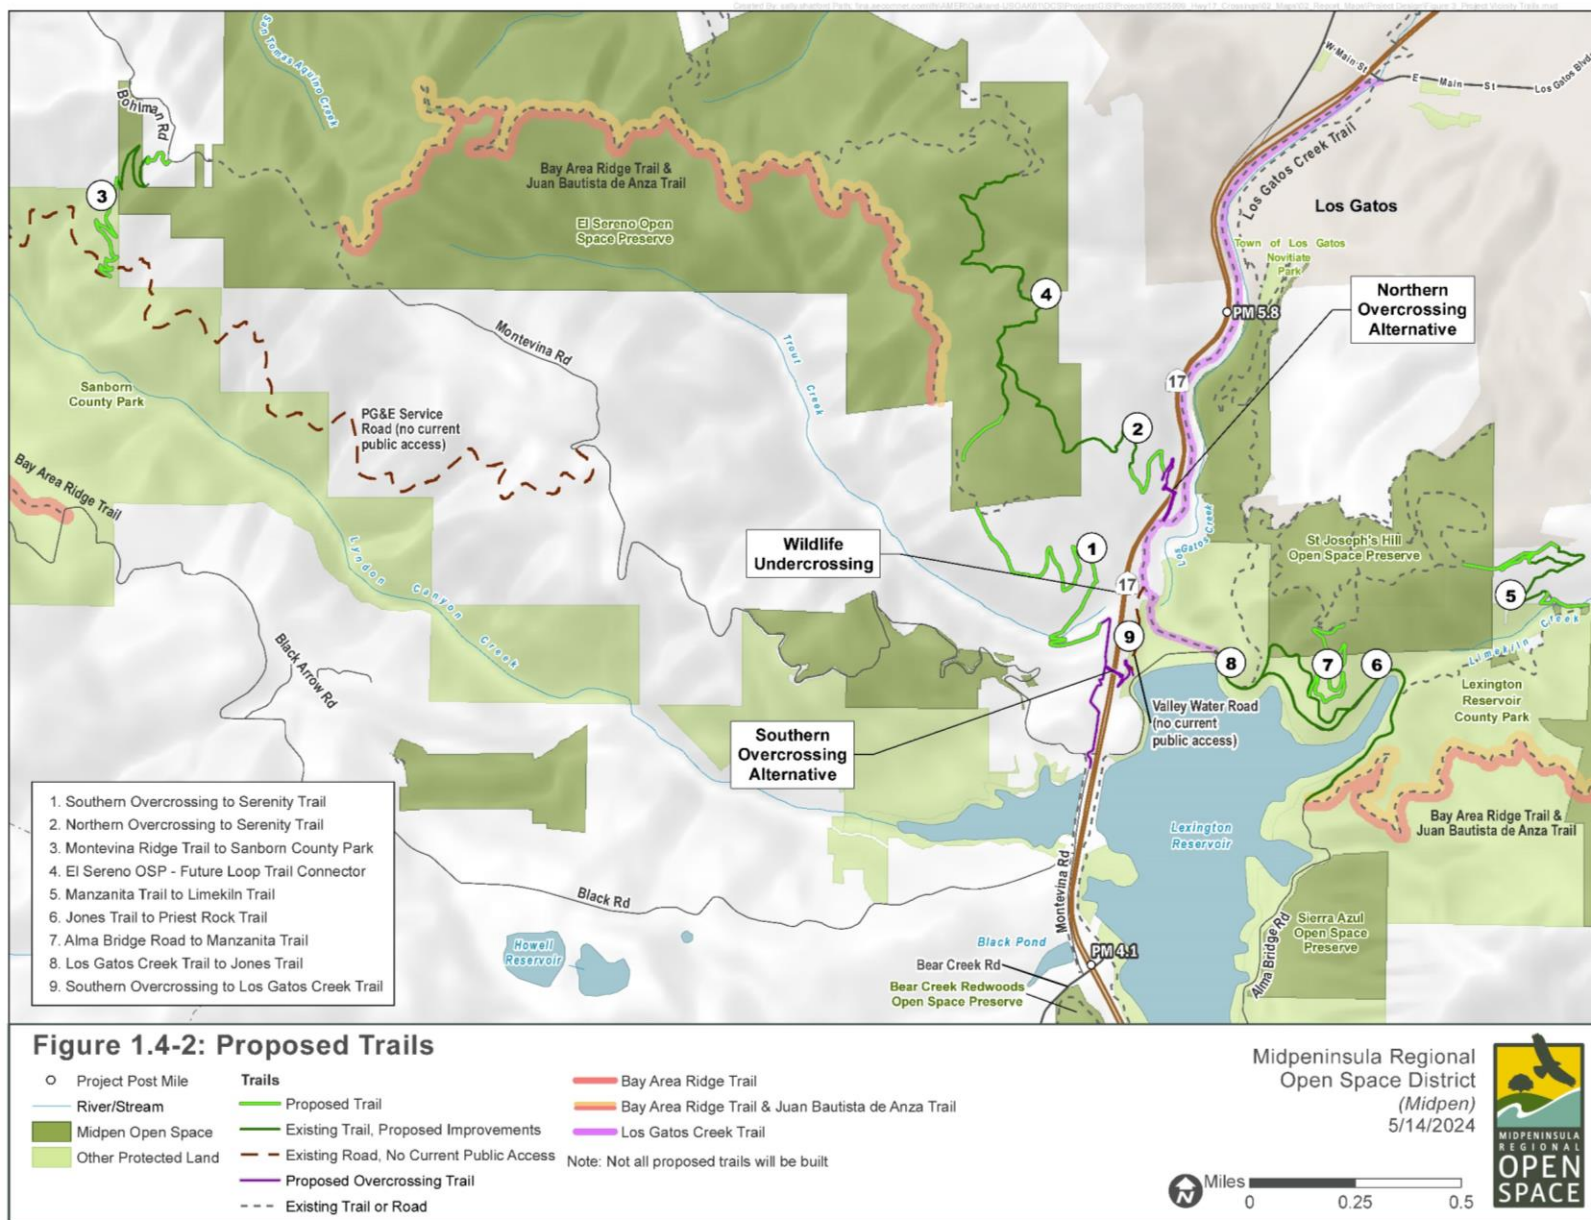 San Tomas Aquino Creek
Bohlman Rd
W-Main-St
E Main St
Los Gatos Blvd
Los Gatos Creek Trail
Los Gatos
Bay Area Ridge Trail &
Juan Bautista de Anza Trail
El Sereno Open
Space Preserve
Town of Los Gatos
Novitiate
Park
3
4
Northern
Overcrossing
Alternative
PM 5.8
Montevina Rd
Trout Creek
17
Sanborn
County Park
PG&E Service
Road (no current
public access)
2
Bay Area Ridge Trail
Lyndon Canyon Creek
Wildlife
Undercrossing
1
Los Gatos Creek
St Joseph's Hill
Open Space Preserve
17
5
Limekiln Creek
9
8
7
6
Black Arrow Rd
Valley Water Road
(no current
public access)
Lexington
Reservoir
County Park
Southern
Overcrossing
Alternative
Bay Area Ridge Trail &
Juan Bautista de Anza Trail
Lexington
Reservoir
1. Southern Overcrossing to Serenity Trail
2. Northern Overcrossing to Serenity Trail
3. Montevina Ridge Trail to Sanborn County Park
4. El Sereno OSP - Future Loop Trail Connector
5. Manzanita Trail to Limekiln Trail
6. Jones Trail to Priest Rock Trail
7. Alma Bridge Road to Manzanita Trail
8. Los Gatos Creek Trail to Jones Trail
9. Southern Overcrossing to Los Gatos Creek Trail
Black Rd
Montevina Rd
Howell
Reservoir
Black Pond
PM 4.1
Bear Creek Rd
Bear Creek Redwoods
Open Space Preserve
Alma Bridge Rd
Sierra Azul
Open Space
Preserve
Figure 1.4-2: Proposed Trails
Project Post Mile
River/Stream
Midpen Open Space
Other Protected Land
Trails
Proposed Trail
Existing Trail, Proposed Improvements
Existing Road, No Current Public Access
Proposed Overcrossing Trail
Existing Trail or Road
Bay Area Ridge Trail
Bay Area Ridge Trail & Juan Bautista de Anza Trail
Los Gatos Creek Trail
Note: Not all proposed trails will be built
Midpeninsula Regional
Open Space District
(Midpen)
5/14/2024
N
Miles
0 0.25 0.5
MIDPENINSULA
REGIONAL
OPEN
SPACE